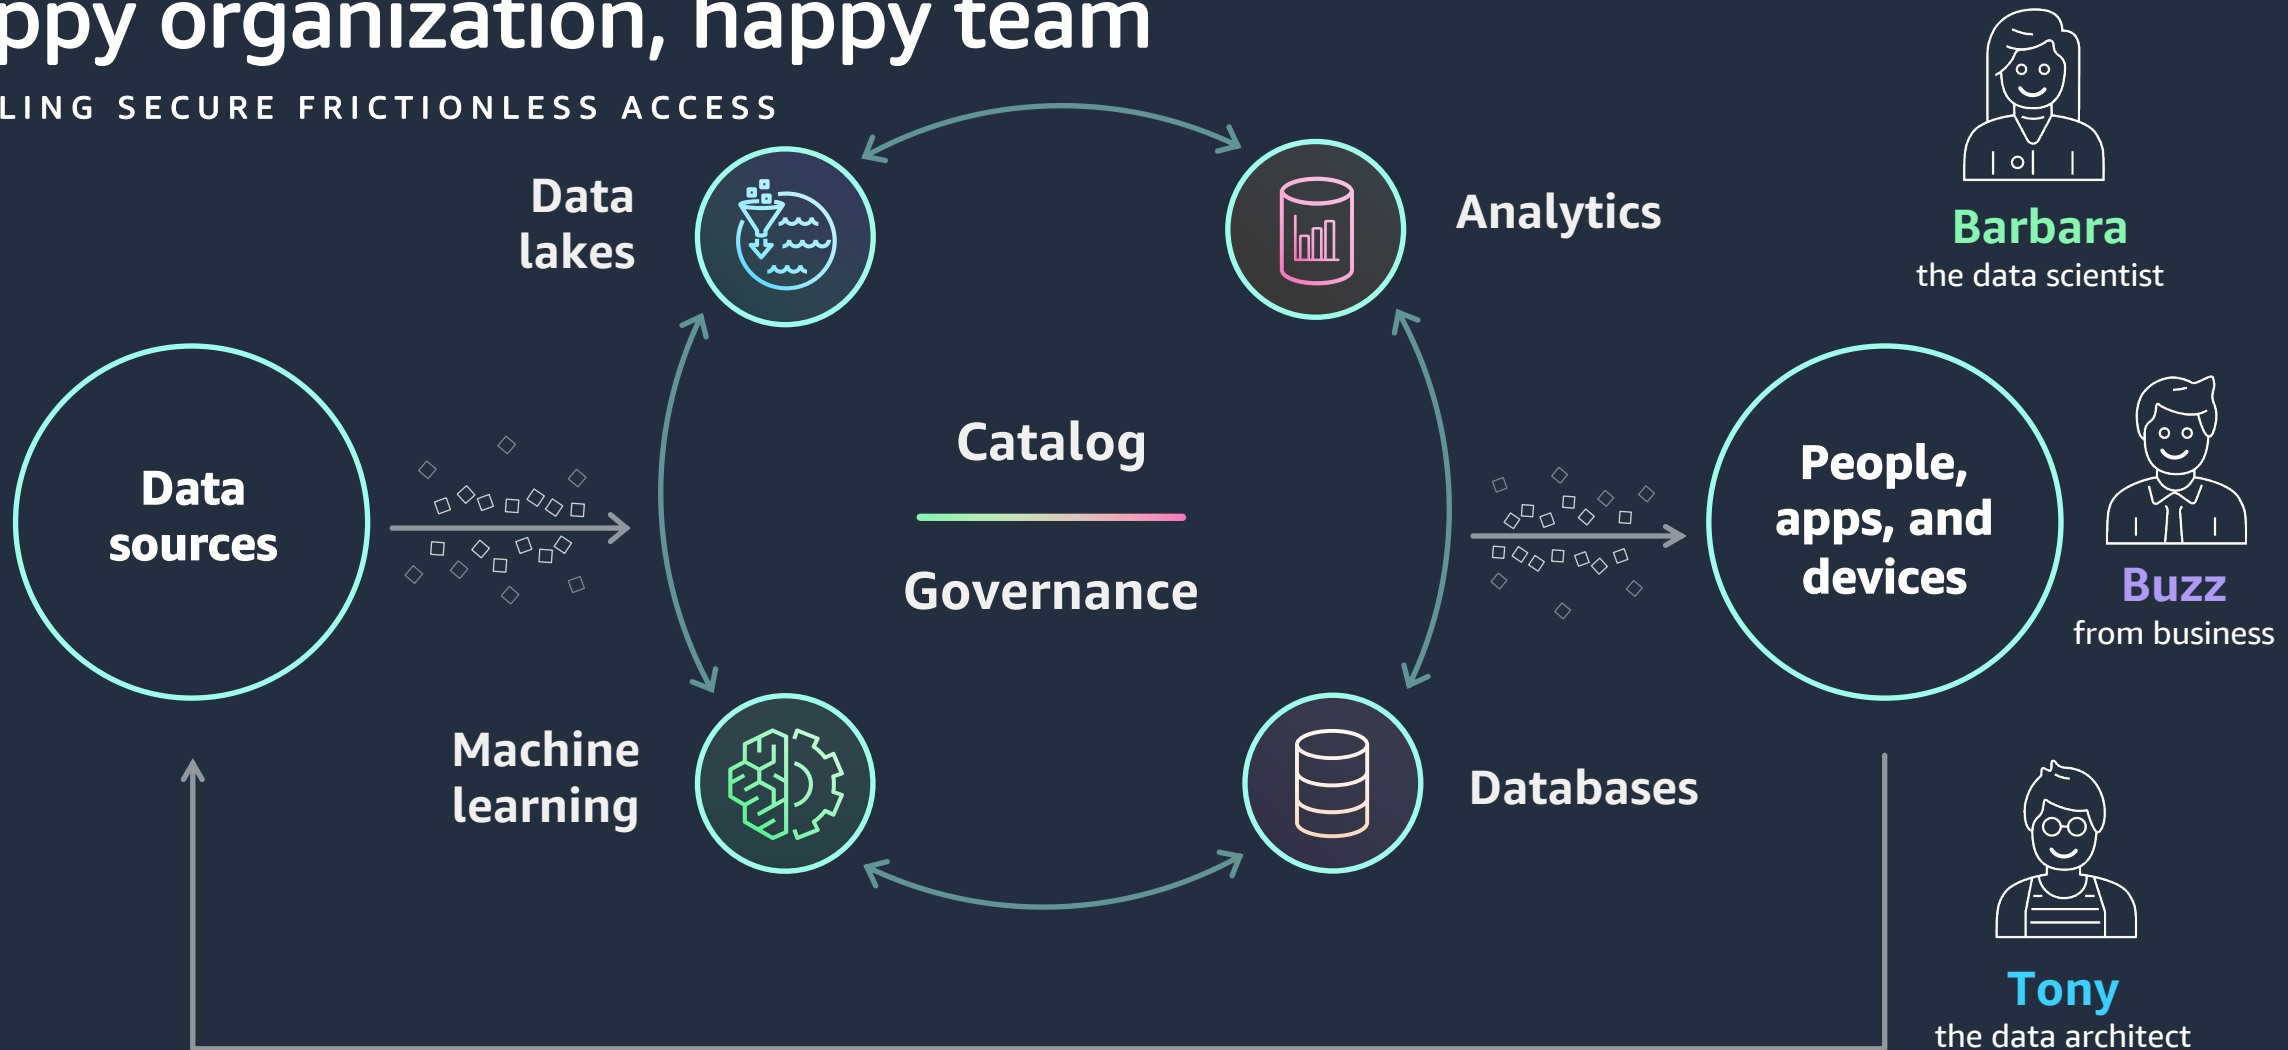 ppy organization, happy team
LING SECURE FRICTIONLESS ACCESS
Data
lakes
Analytics
Barbara
the data scientist
Data
sources
Catalog
Governance
People,
apps, and
devices
Buzz
from business
Machine
learning
Databases
Tony
the data architect